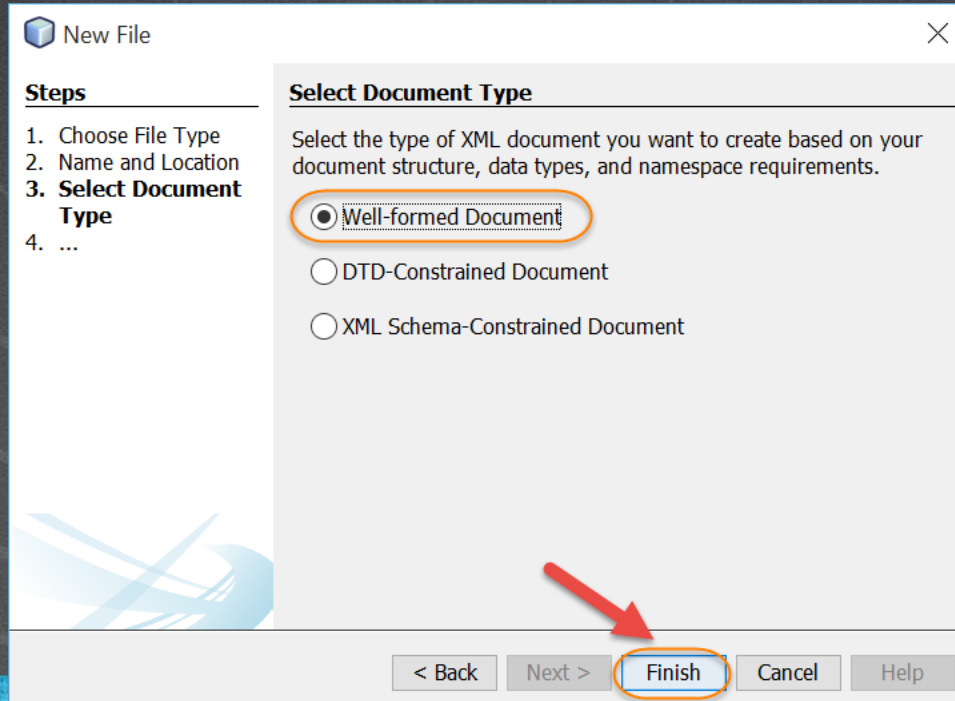 New File
Steps
1. Choose File Type
2. Name and Location
3. Select Document
Type
4. ...
Select Document Type
Select the type of XML document you want to create based on your
document structure, data types, and namespace requirements.
Well-formed Document
DTD-Constrained Document
XML Schema-Constrained Document
< Back Next > Finish Cancel Help